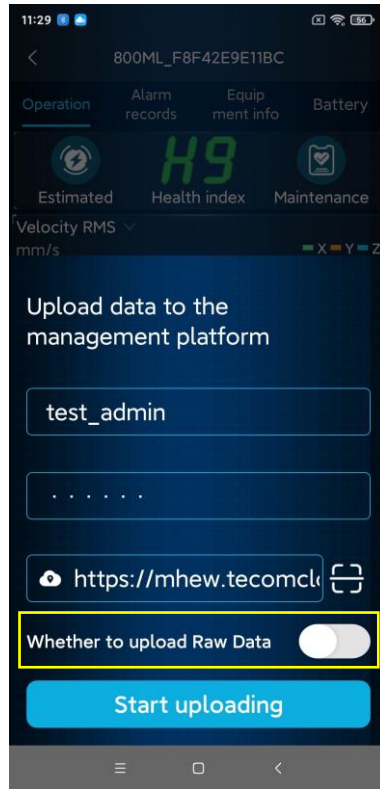 11:29
56
800ML_F8F42E9E11BC
Operation
Alarm
records
Equip
ment info
Battery
H9
Estimated
Health index
Maintenance
Velocity RMS
mm/s
X Y Z
Upload data to the
management platform
test_admin
......
https://mhew.tecomcl
Whether to upload Raw Data
Start uploading